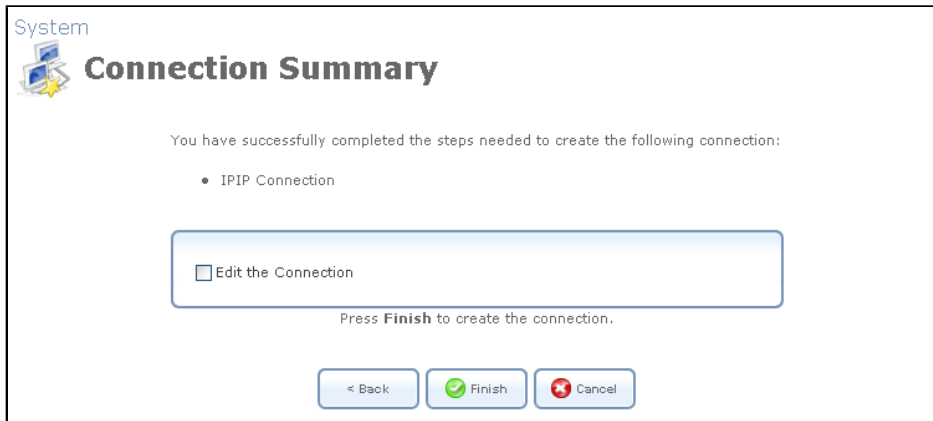 System
Connection Summary
You have successfully completed the steps needed to create the following connection:
• IPIP Connection
Edit the Connection
Press Finish to create the connection.
< Back
Finish
Cancel